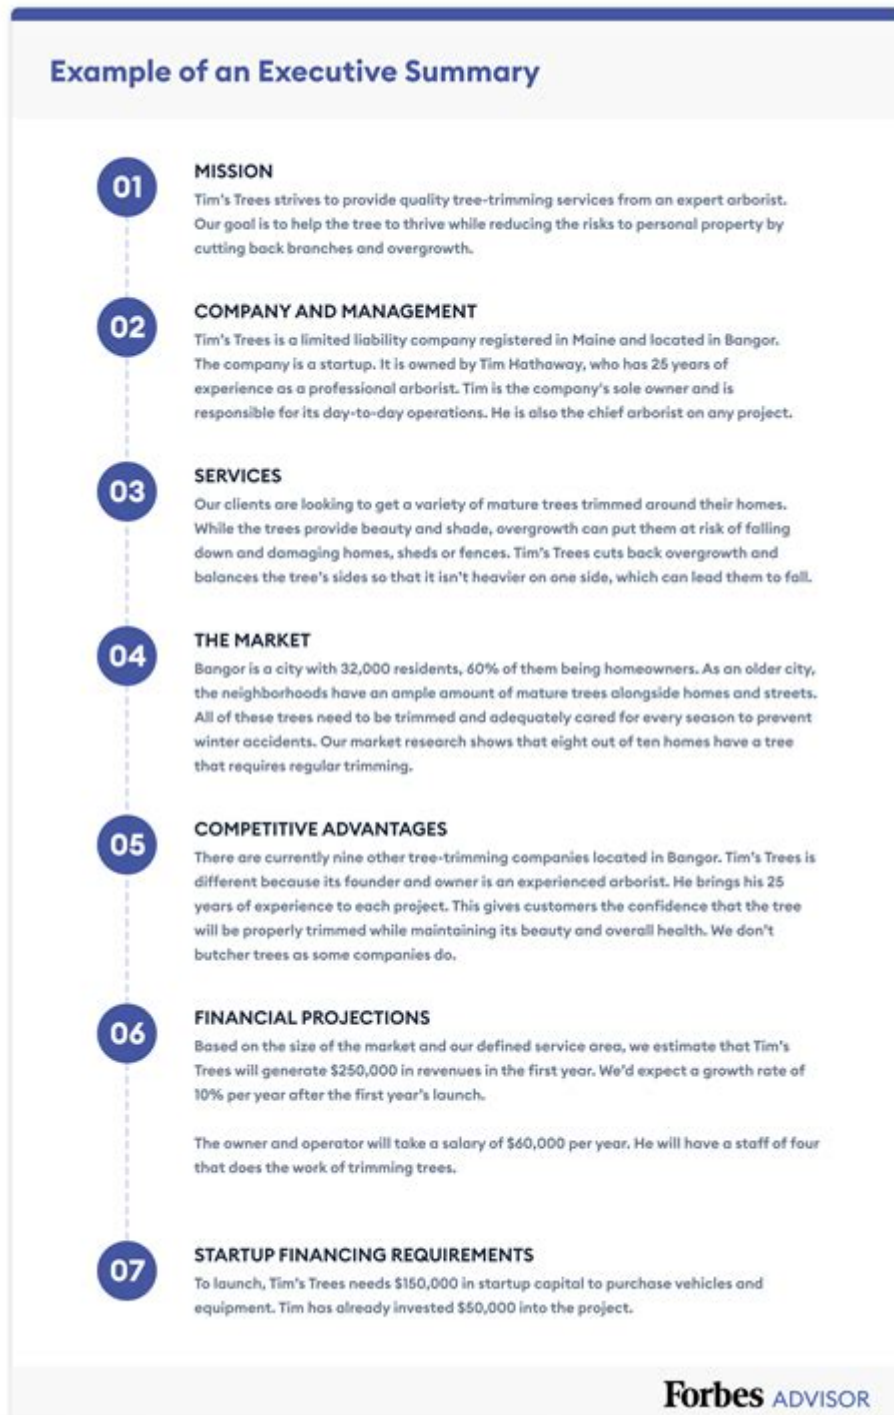 Example of an Executive Summary
01
MISSION
Tim's Trees strives to provide quality tree-trimming services from an expert arborist.
Our goal is to help the tree to thrive while reducing the risks to personal property by
cutting back branches and overgrowth.
02
COMPANY AND MANAGEMENT
Tim's Trees is a limited liability company registered in Maine and located in Bangor.
The company is a startup. It is owned by Tim Hathaway, who has 25 years of
experience as a professional arborist. Tim is the company's sole owner and is
responsible for its day-to-day operations. He is also the chief arborist on any project.
03
SERVICES
Our clients are looking to get a variety of mature trees trimmed around their homes.
While the trees provide beauty and shade, overgrowth can put them at risk of falling
down and damaging homes, sheds or fences. Tim's Trees cuts back overgrowth and
balances the tree's sides so that it isn't heavier on one side, which can lead them to fall.
04
THE MARKET
Bangor is a city with 32,000 residents, 60% of them being homeowners. As an older city,
the neighborhoods have an ample amount of mature trees alongside homes and streets.
All of these trees need to be trimmed and adequately cared for every season to prevent
winter accidents. Our market research shows that eight out of ten homes have a tree
that requires regular trimming.
05
COMPETITIVE ADVANTAGES
There are currently nine other tree-trimming companies located in Bangor. Tim's Trees is
different because its founder and owner is an experienced arborist. He brings his 25
years of experience to each project. This gives customers the confidence that the tree
will be properly trimmed while maintaining its beauty and overall health. We don't
butcher trees as some companies do.
06
FINANCIAL PROJECTIONS
Based on the size of the market and our defined service area, we estimate that Tim's
Trees will generate $250,000 in revenues in the first year. We'd expect a growth rate of
10% per year after the first year's launch.
The owner and operator will take a salary of $60,000 per year. He will have a staff of four
that does the work of trimming trees.
07
STARTUP FINANCING REQUIREMENTS
To launch, Tim's Trees needs $150,000 in startup capital to purchase vehicles and
equipment. Tim has already invested $50,000 into the project.
Forbes ADVISOR